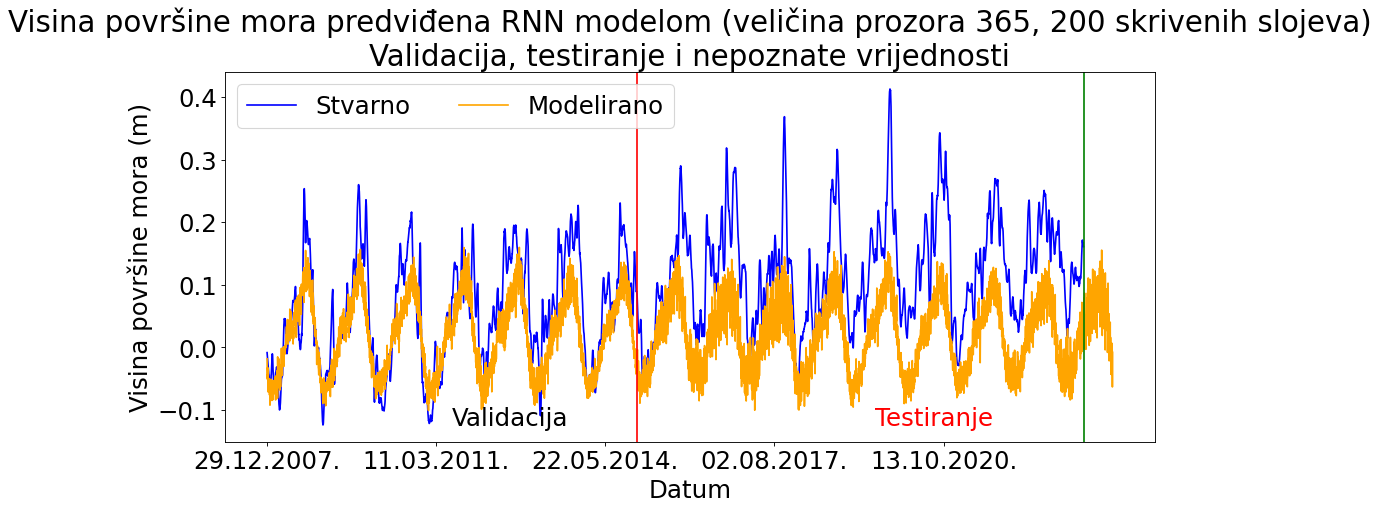 Visina površine mora predviđena RNN modelom (veličina prozora 365, 200 skrivenih slojeva)
Validacija, testiranje i nepoznate vrijednosti
Stvarno Modelirano
Visina površine mora (m)
0.4
0.3
0.2
0.1
0.0
−0.1
Validacija
Testiranje
29.12.2007. 11.03.2011. 22.05.2014. 02.08.2017. 13.10.2020.
Datum